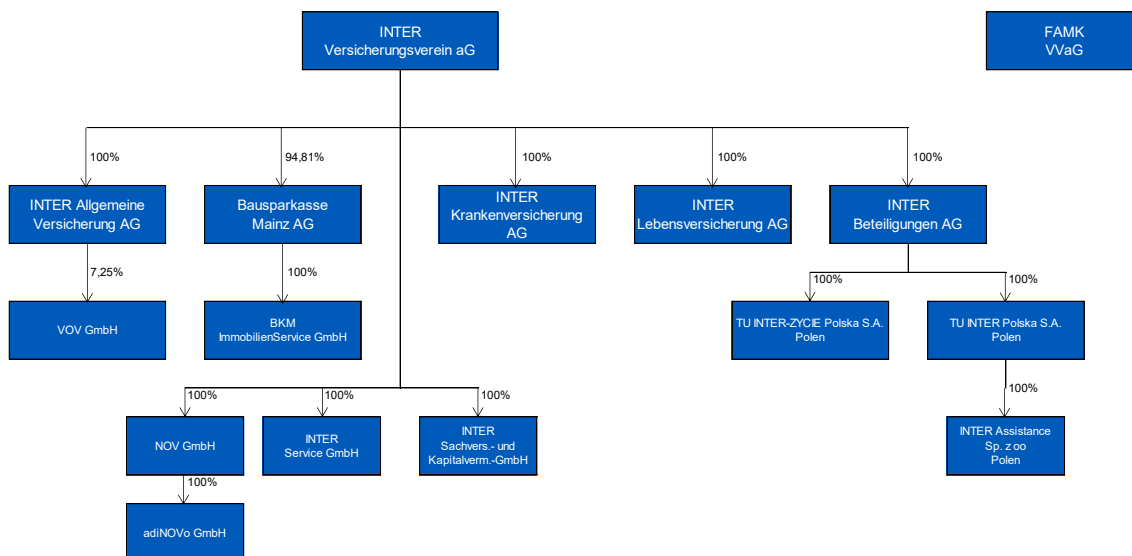 INTER
Versicherungsverein aG
FAMK
VVaG
100%
94,81%
100%
100%
100%
INTER Allgemeine
Versicherung AG
Bausparkasse
Mainz AG
INTER
Krankenversicherung
AG
INTER
Lebensversicherung AG
INTER
Beteiligungen AG
7,25%
100%
100%
100%
VOV GmbH
BKM
ImmobilienService GmbH
TU INTER-ZYCIE Polska S.A.
Polen
TU INTER Polska S.A.
Polen
100%
100%
100%
100%
NOV GmbH
INTER
Service GmbH
INTER
Sachvers.- und
Kapitalverm.-GmbH
INTER Assistance
Sp. z oo
Polen
100%
adiNOVo GmbH